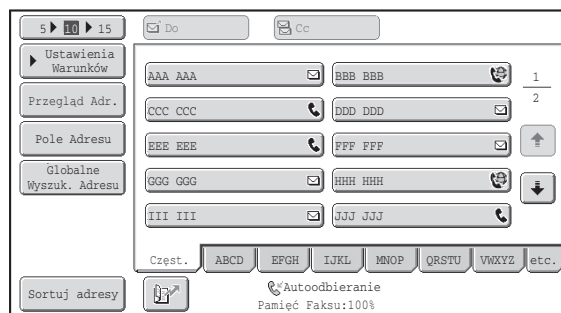 5 10 15
Do
Cc
Ustawienia
Warunków
Przegląd Adr.
Pole Adresu
Globalne
Wyszuk. Adresu
AAA AAA
BBB BBB
CCC CCC
DDD DDD
EEE EEE
FFF FFF
GGG GGG
HHH HHH
III III
JJJ JJJ
1
2
Częst.
ABCD
EFGH
IJKL
MNOP
QRSTU
VWXYZ
etc.
Sortuj adresy
Autoodbieranie
Pamięć Faksu:100%